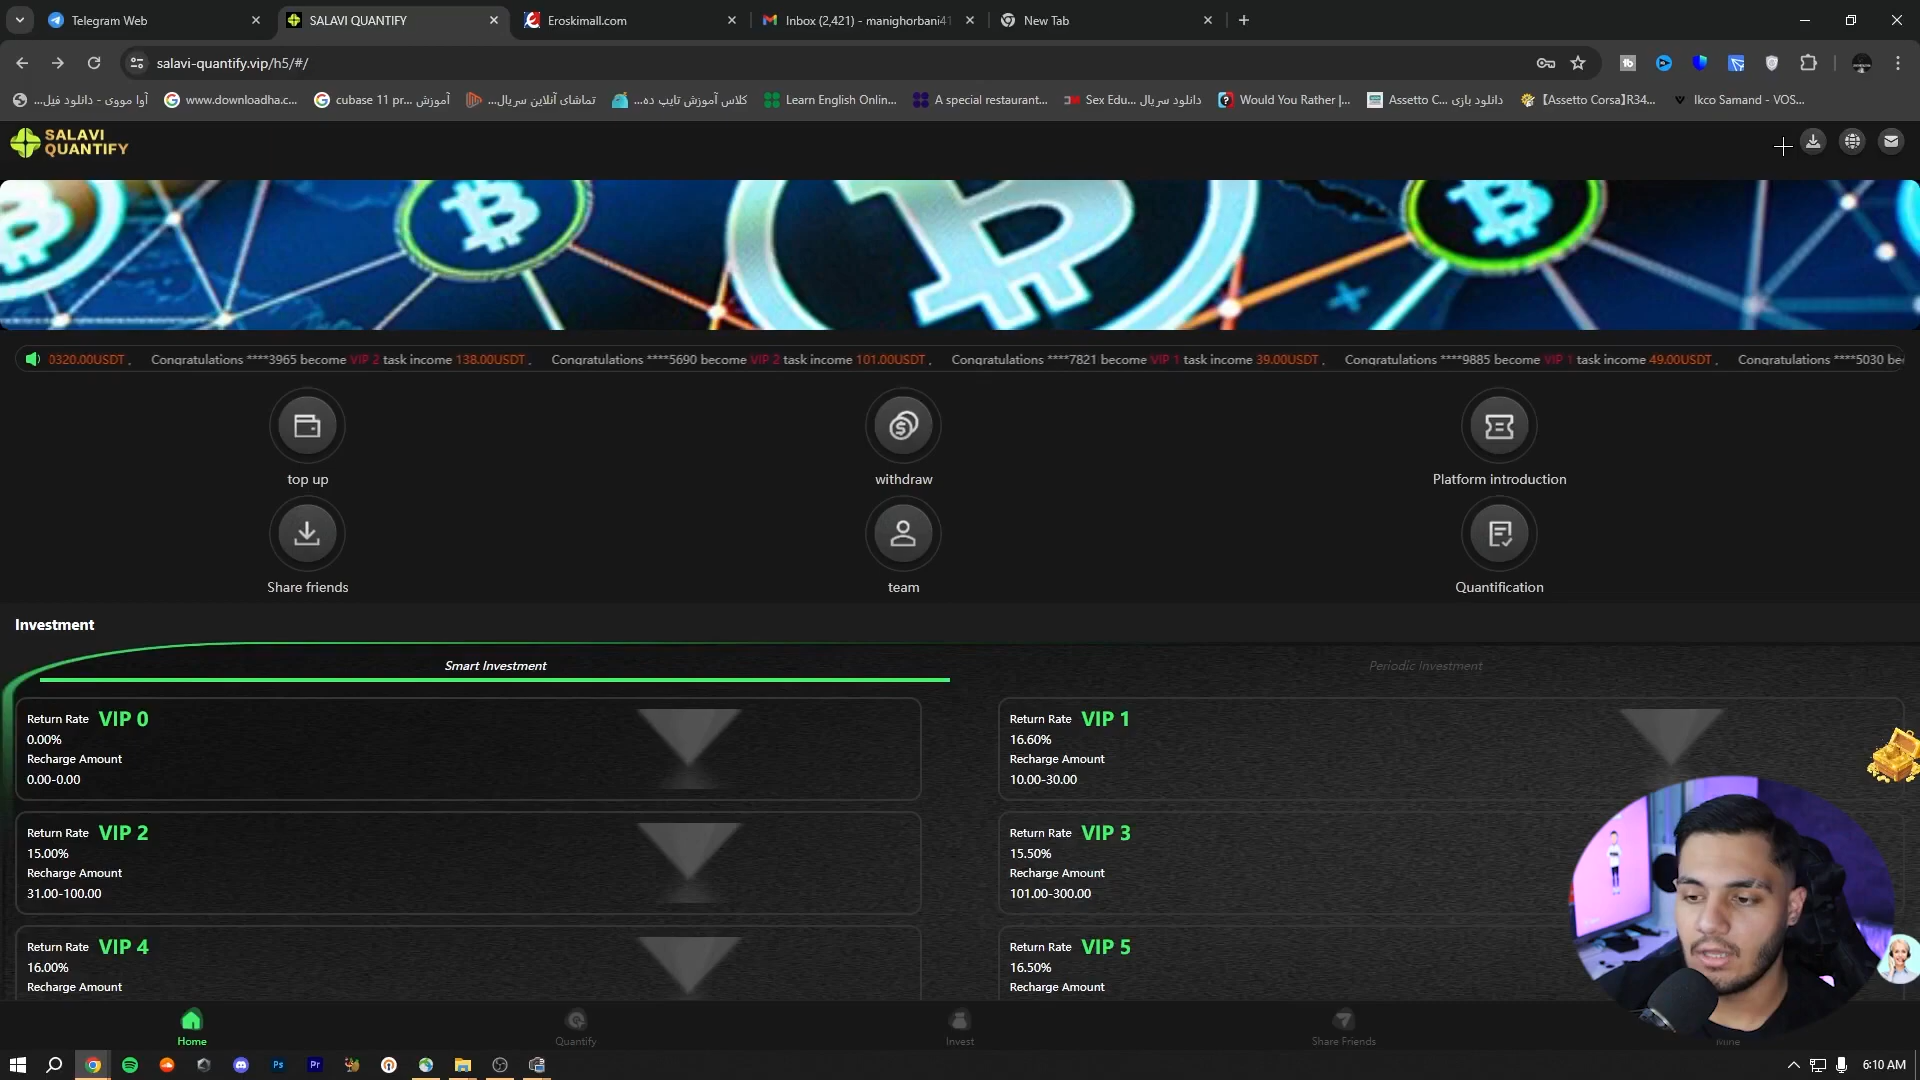 Telegram Web
SALAVI QUANTIFY
Eroskimall.com
Inbox (2,421) - manighorbani41
New Tab
salavi-quantify.vip/h5/#/
آوا مووی - دانلود فیل...
www.downloadha.c...
آموزش cubase 11 pr...
تماشای آنلاین سریال...
کلاس آموزش تایپ ده...
Learn English Onlin...
A special restaurant...
دانلود سریال Sex Edu...
Would You Rather |...
دانلود بازی Assetto C...
【Assetto Corsa】R34...
Ikco Samand - VOS...
SALAVI
QUANTIFY
0320.00USDT . Congratulations ****3965 become VIP 2 task income 138.00USDT . Congratulations ****5690 become VIP 2 task income 101.00USDT . Congratulations ****7821 become VIP 1 task income 39.00USDT . Congratulations ****9885 become VIP 1 task income 49.00USDT . Congratulations ****5030 be
top up
withdraw
Platform introduction
Share friends
team
Quantification
Investment
Smart Investment
Periodic Investment
Return Rate VIP 0
0.00%
Recharge Amount
0.00-0.00
Return Rate VIP 1
16.60%
Recharge Amount
10.00-30.00
Return Rate VIP 2
15.00%
Recharge Amount
31.00-100.00
Return Rate VIP 3
15.50%
Recharge Amount
101.00-300.00
Return Rate VIP 4
16.00%
Recharge Amount
Return Rate VIP 5
16.50%
Recharge Amount
Home
Quantify
Invest
Share Friends
Mine
6:10 AM